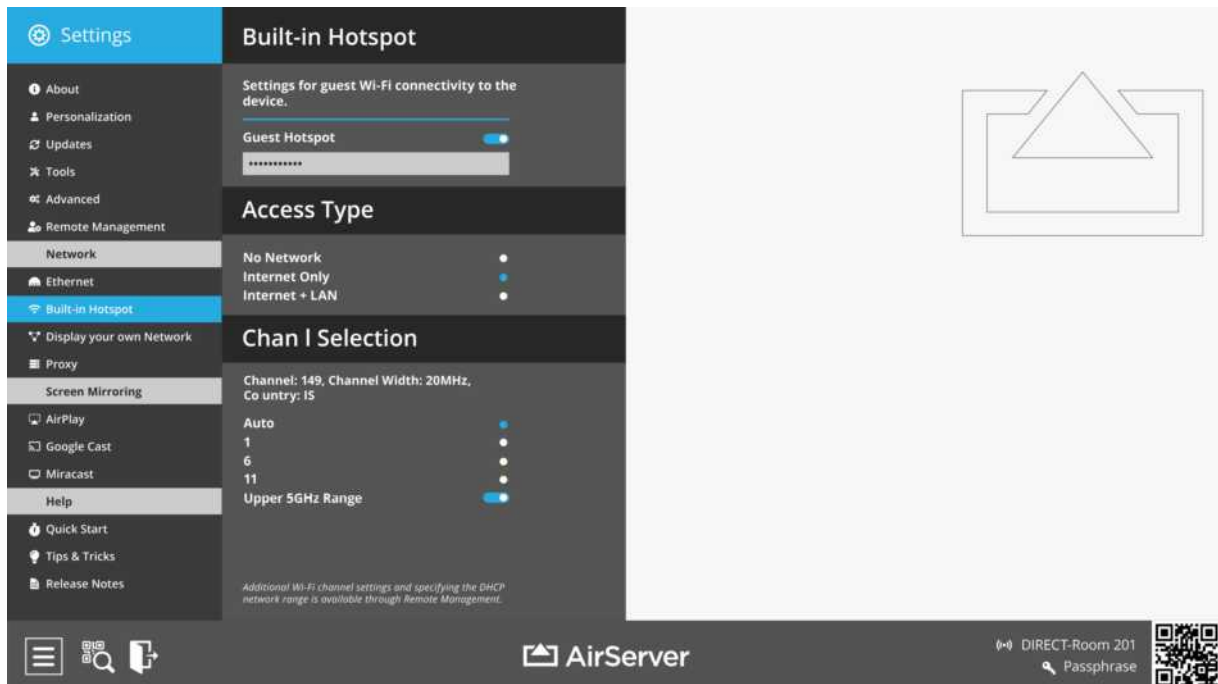 Settings
About
Personalization
Updates
Tools
Advanced
Remote Management
Network
Ethernet
Built-in Hotspot
Display your own Network
Proxy
Screen Mirroring
AirPlay
Google Cast
Miracast
Help
Quick Start
Tips & Tricks
Release Notes
Built-in Hotspot
Settings for guest Wi-Fi connectivity to the
device.
Guest Hotspot
•••••••••••
Access Type
No Network
Internet Only
Internet + LAN
Chan l Selection
Channel: 149, Channel Width: 20MHz,
Co untry: IS
Auto
1
6
11
Upper 5GHz Range
Additional Wi-Fi channel settings and specifying the DHCP
network range is available through Remote Management.
AirServer
DIRECT-Room 201
Passphrase